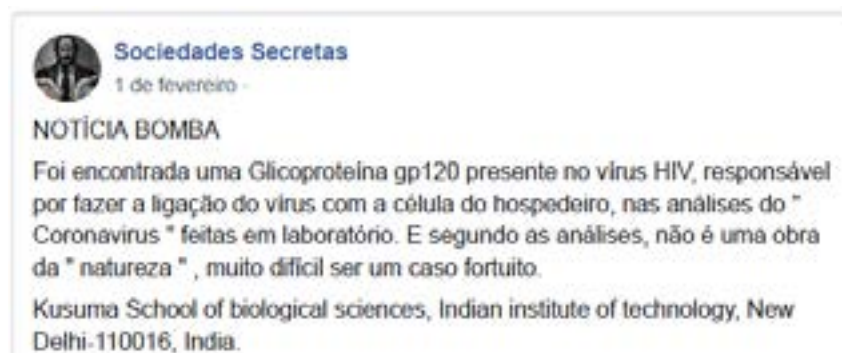 Sociedades Secretas
1 de fevereiro ·
NOTÍCIA BOMBA
Foi encontrada uma Glicoproteína gp120 presente no vírus HIV, responsável
por fazer a ligação do vírus com a célula do hospedeiro, nas análises do "
Coronavirus " feitas em laboratório. E segundo as análises, não é uma obra
da " natureza " , muito difícil ser um caso fortuito.
Kusuma School of biological sciences, Indian institute of technology, New
Delhi-110016, India.